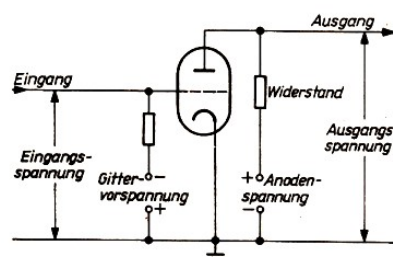 Ausgang
Eingang
Widerstand
Eingangs-
spannung
Gitter-
vorspannung
–
+
+
–
Anoden-
spannung
Ausgangs
spannung